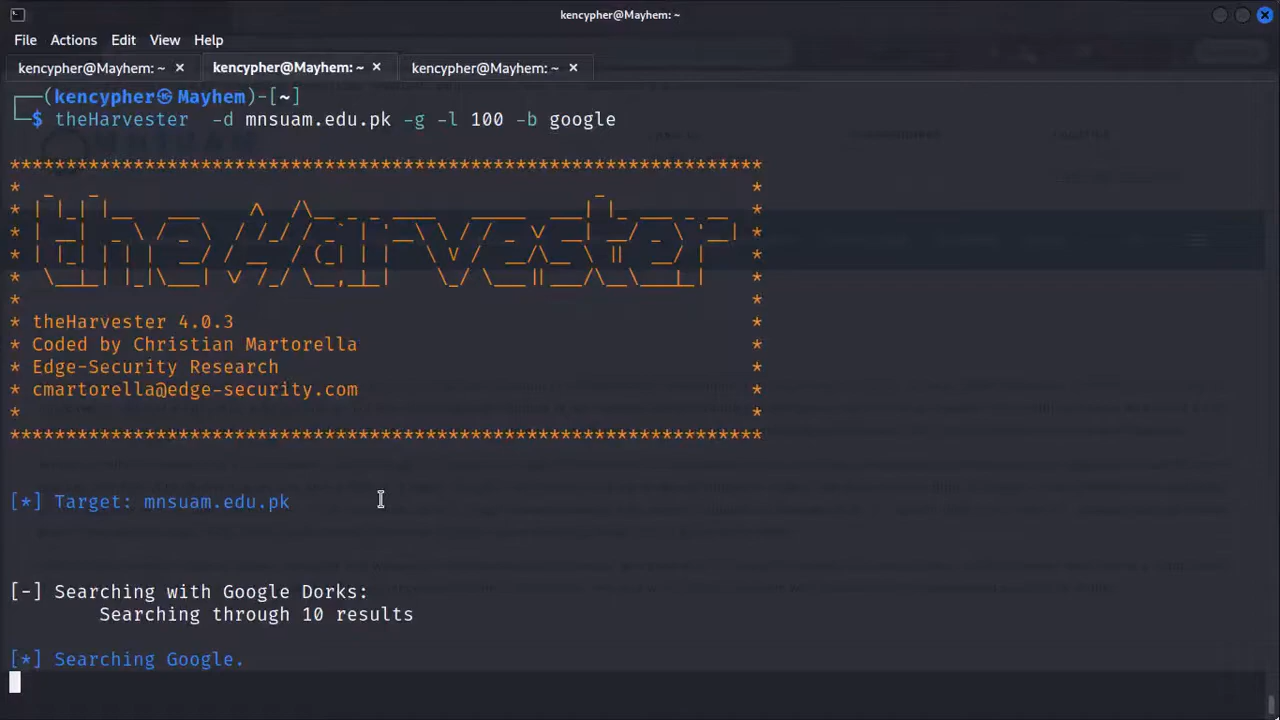 kencypher@Mayhem: ~
File Actions Edit View Help
kencypher@Mayhem: ~ × kencypher@Mayhem: ~ × kencypher@Mayhem: ~ ×
┌──(kencypher㉿Mayhem)-[~]
└─$ theHarvester -d mnsuam.edu.pk -g -l 100 -b google
*******************************************************************
theHarvester
* theHarvester 4.0.3 *
* Coded by Christian Martorella *
* Edge-Security Research *
* cmartorella@edge-security.com *
* *
*******************************************************************
[*] Target: mnsuam.edu.pk
[-] Searching with Google Dorks:
Searching through 10 results
[*] Searching Google.